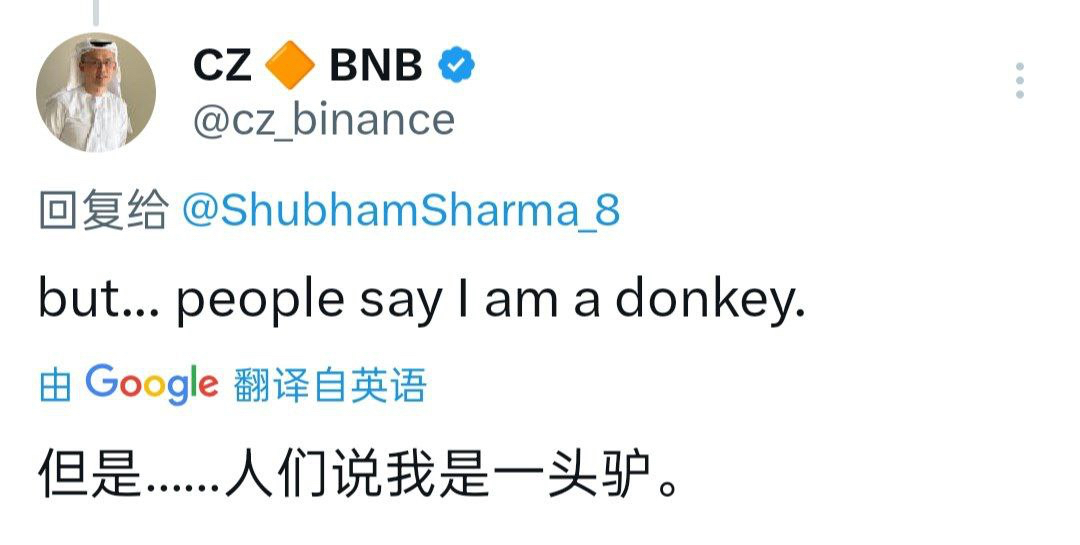 CZ 🔶 BNB
@cz_binance
回复给 @ShubhamSharma_8
but... people say I am a donkey.
由 Google 翻译自英语
但是......人们说我是一头驴。